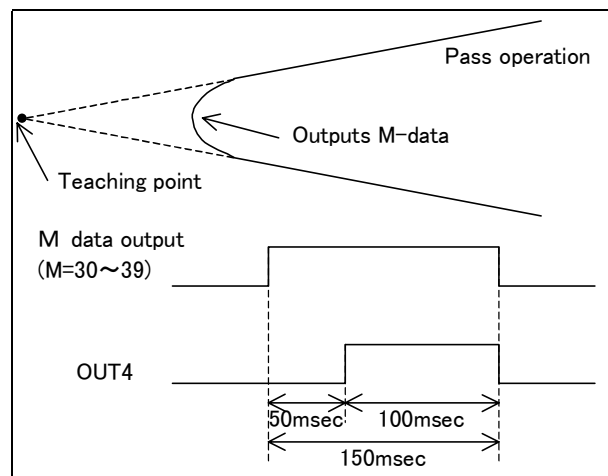 Pass operation
Outputs M-data
Teaching point
M data output
(M=30～39)
OUT4
50msec
100msec
150msec